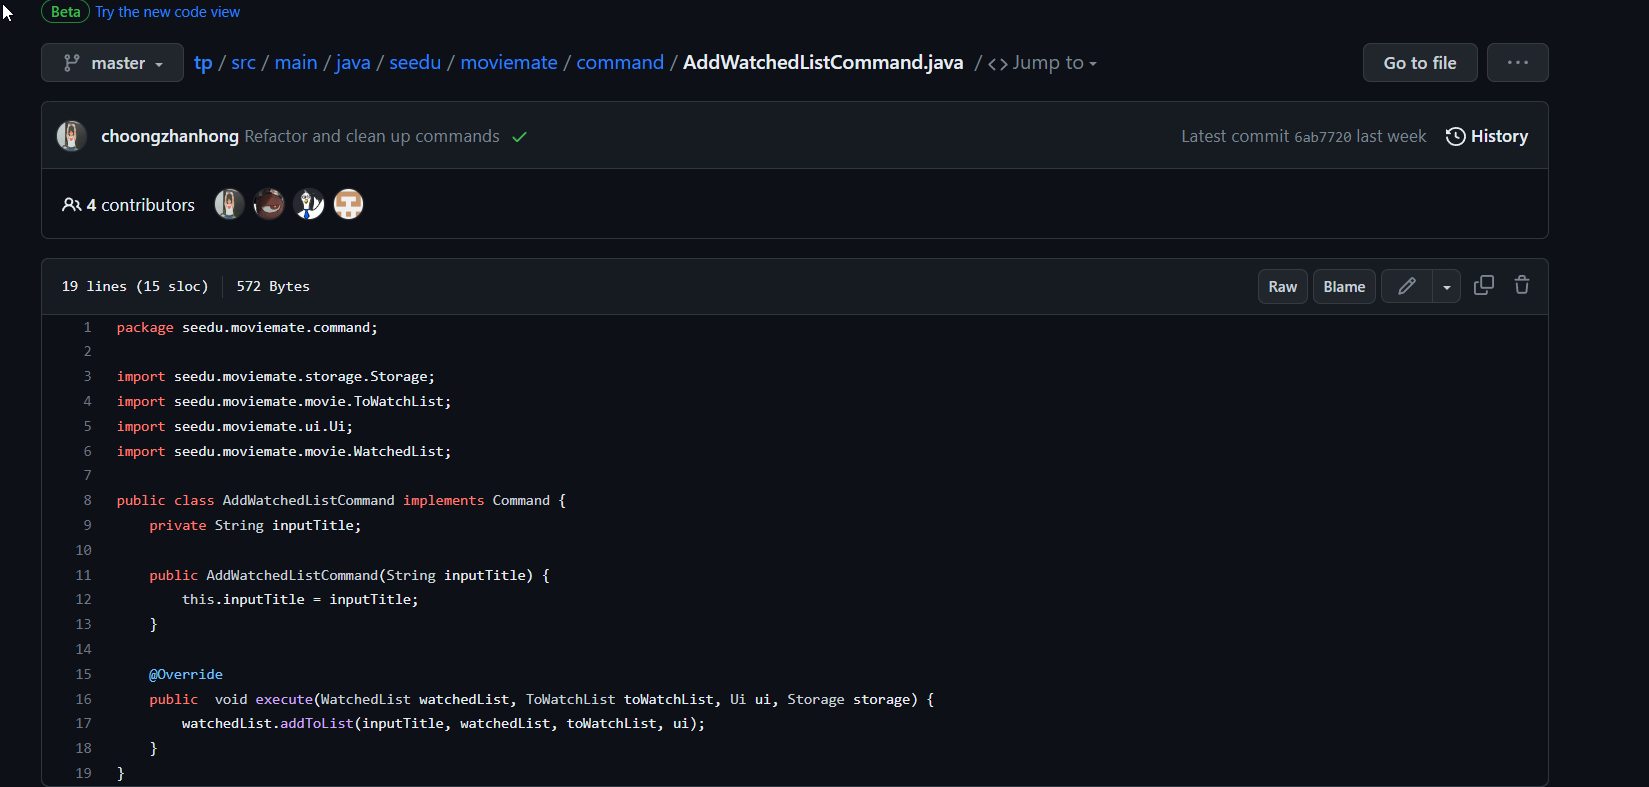 Beta Try the new code view
master tp / src / main / java / seedu / moviemate / command / AddWatchedListCommand.java / <> Jump to Go to file ...
choongzhanhong Refactor and clean up commands Latest commit 6ab7720 last week History
4 contributors
19 lines (15 sloc) 572 Bytes Raw Blame
1 package seedu.moviemate.command;
2
3 import seedu.moviemate.storage.Storage;
4 import seedu.moviemate.movie.ToWatchList;
5 import seedu.moviemate.ui.Ui;
6 import seedu.moviemate.movie.WatchedList;
7
8 public class AddWatchedListCommand implements Command {
9     private String inputTitle;
10
11     public AddWatchedListCommand(String inputTitle) {
12         this.inputTitle = inputTitle;
13     }
14
15     @Override
16     public  void execute(WatchedList watchedList, ToWatchList toWatchList, Ui ui, Storage storage) {
17         watchedList.addToList(inputTitle, watchedList, toWatchList, ui);
18     }
19 }